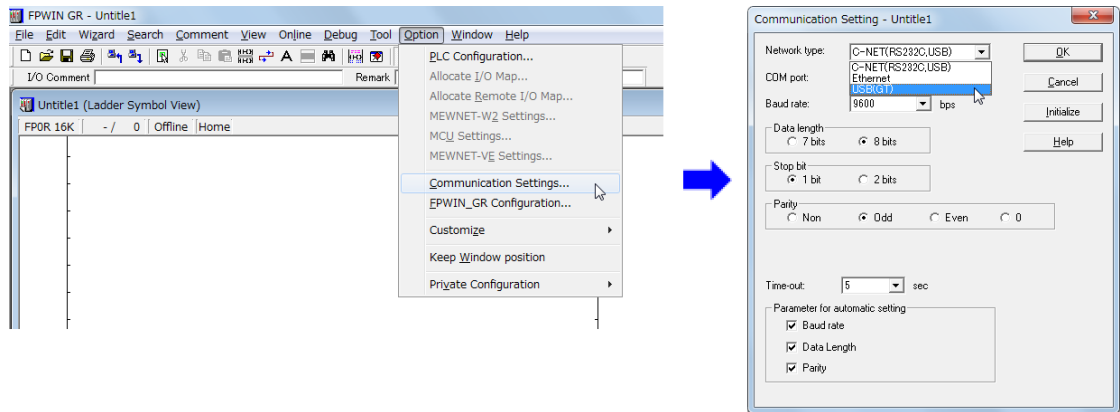 FPWIN GR - Untitle1
File Edit Wizard Search Comment View Online Debug Tool Option Window Help
I/O Comment Remark
Untitle1 (Ladder Symbol View)
FP0R 16K - / 0 Offline Home
PLC Configuration...
Allocate I/O Map...
Allocate Remote I/O Map...
MEWNET-W2 Settings...
MCU Settings...
MEWNET-VE Settings...
Communication Settings...
FPWIN_GR Configuration...
Customize
Keep Window position
Private Configuration
Communication Setting - Untitle1
Network type: C-NET(RS232C,USB) OK
C-NET(RS232C,USB)
COM port: Ethernet Cancel
USB(GT)
Baud rate: 9600 bps Initialize
Data length
7 bits 8 bits Help
Stop bit
1 bit 2 bits
Parity
Non Odd Even 0
Time-out: 5 sec
Parameter for automatic setting
Baud rate
Data Length
Parity